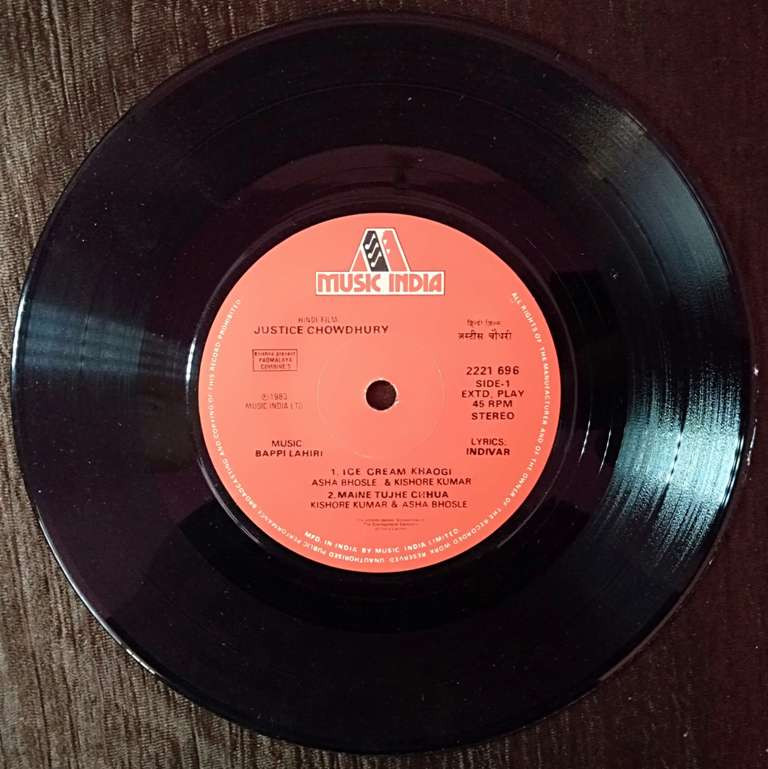 MUSIC INDIA
HINDI FILM:
JUSTICE CHOWDHURY
हिन्दी फ़िल्म
जस्टीस चौधरी
Krishna present
PADMALAYA
COMBINE'S
2221 696
SIDE-1
EXTD, PLAY
45 RPM
STEREO
℗1983
MUSIC INDIA LTD
MUSIC:
BAPPI LAHIRI
LYRICS:
INDIVAR
1. ICE CREAM KHAOGI
ASHA BHOSLE & KISHORE KUMAR
2. MAINE TUJHE CHHUA
KISHORE KUMAR & ASHA BHOSLE
MFD. IN INDIA BY MUSIC INDIA LIMITED.
ALL RIGHTS OF THE MANUFACTURER AND OF THE OWNER OF THE RECORDED WORK RESERVED. UNAUTHORISED PUBLIC PERFORMANCE BROADCASTING AND COPYING OF THIS RECORD PROHIBITED